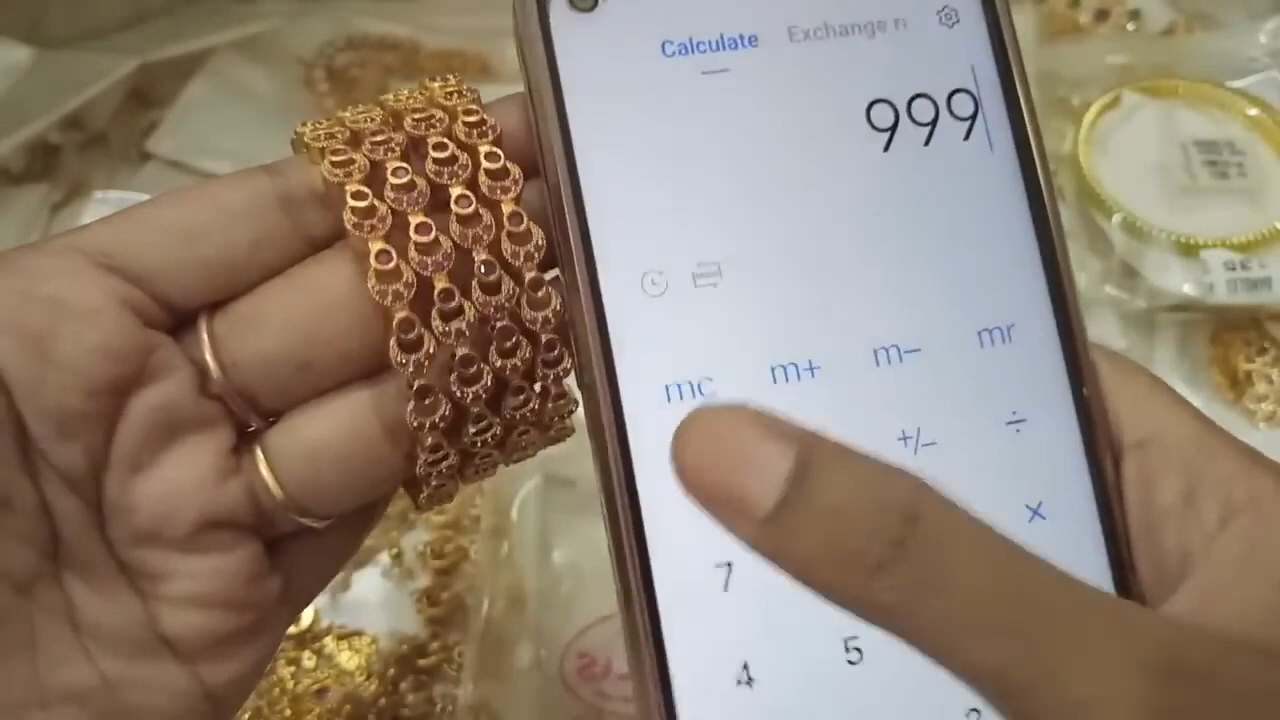 Calculate
999
mc m+ m− mr
+/− ÷
×
7
4 5